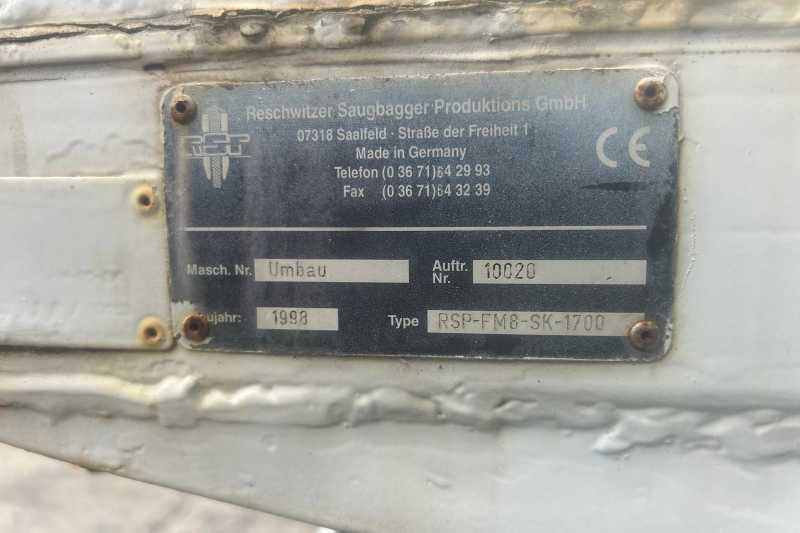 Reschwitzer Saugbagger Produktions GmbH
07318 Saalfeld · Straße der Freiheit 1
Made in Germany
Telefon (0 36 71)64 29 93
Fax (0 36 71)64 32 39
RSP
CE
Masch. Nr. Umbau
Auftr. Nr. 10020
Baujahr: 1998
Type RSP-FM8-SK-1700